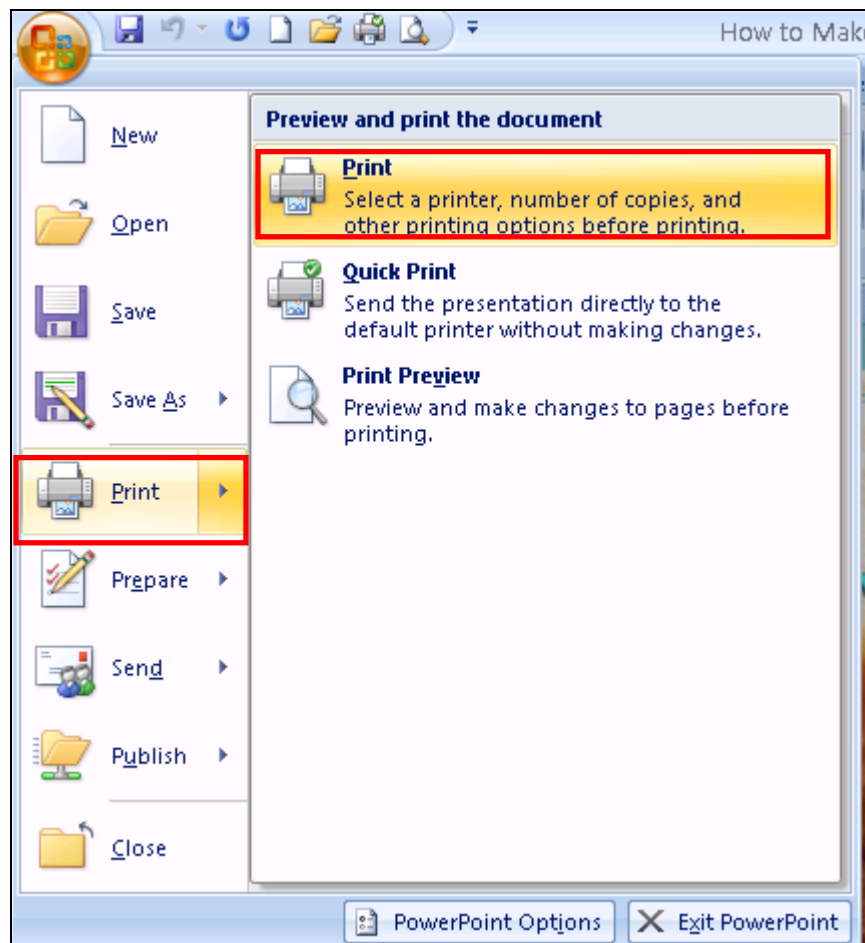 How to Mak
New
Open
Save
Save As
Print
Prepare
Send
Publish
Close
Preview and print the document
Print
Select a printer, number of copies, and
other printing options before printing.
Quick Print
Send the presentation directly to the
default printer without making changes.
Print Preview
Preview and make changes to pages before
printing.
PowerPoint Options
Exit PowerPoint